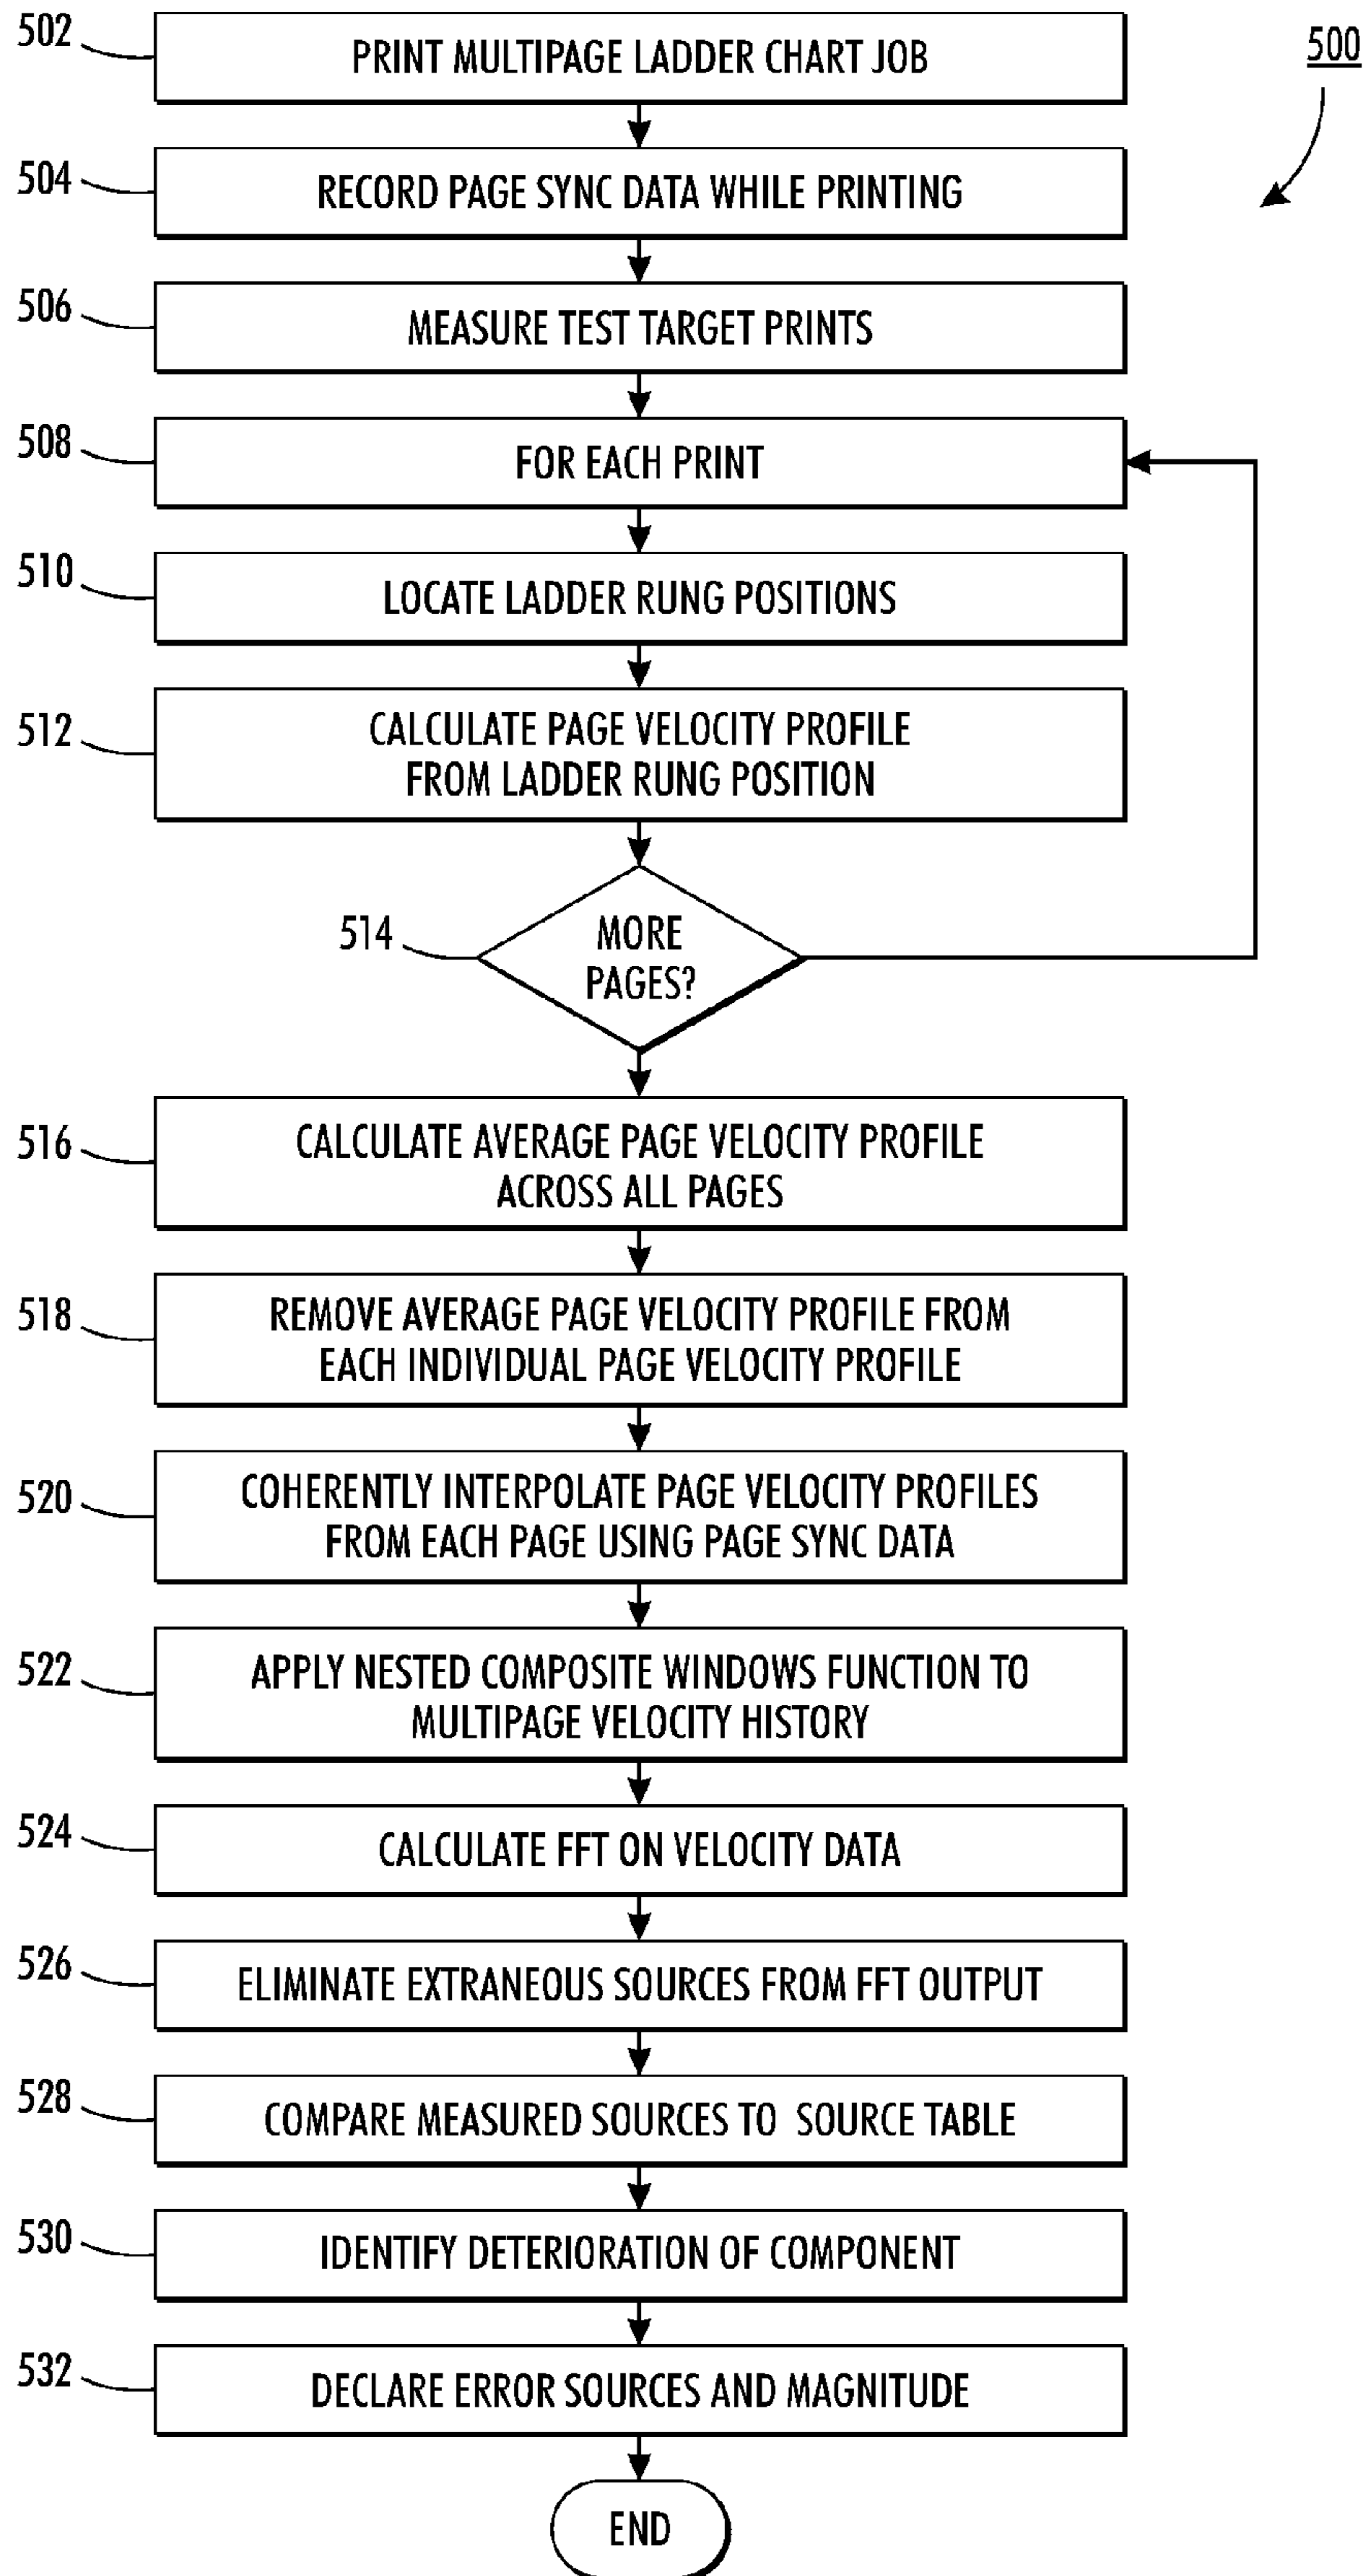 502
PRINT MULTIPAGE LADDER CHART JOB
500
504
RECORD PAGE SYNC DATA WHILE PRINTING
506
MEASURE TEST TARGET PRINTS
508
FOR EACH PRINT
510
LOCATE LADDER RUNG POSITIONS
512
CALCULATE PAGE VELOCITY PROFILE
FROM LADDER RUNG POSITION
514
MORE
PAGES?
516
CALCULATE AVERAGE PAGE VELOCITY PROFILE
ACROSS ALL PAGES
518
REMOVE AVERAGE PAGE VELOCITY PROFILE FROM
EACH INDIVIDUAL PAGE VELOCITY PROFILE
520
COHERENTLY INTERPOLATE PAGE VELOCITY PROFILES
FROM EACH PAGE USING PAGE SYNC DATA
522
APPLY NESTED COMPOSITE WINDOWS FUNCTION TO
MULTIPAGE VELOCITY HISTORY
524
CALCULATE FFT ON VELOCITY DATA
526
ELIMINATE EXTRANEOUS SOURCES FROM FFT OUTPUT
528
COMPARE MEASURED SOURCES TO SOURCE TABLE
530
IDENTIFY DETERIORATION OF COMPONENT
532
DECLARE ERROR SOURCES AND MAGNITUDE
END